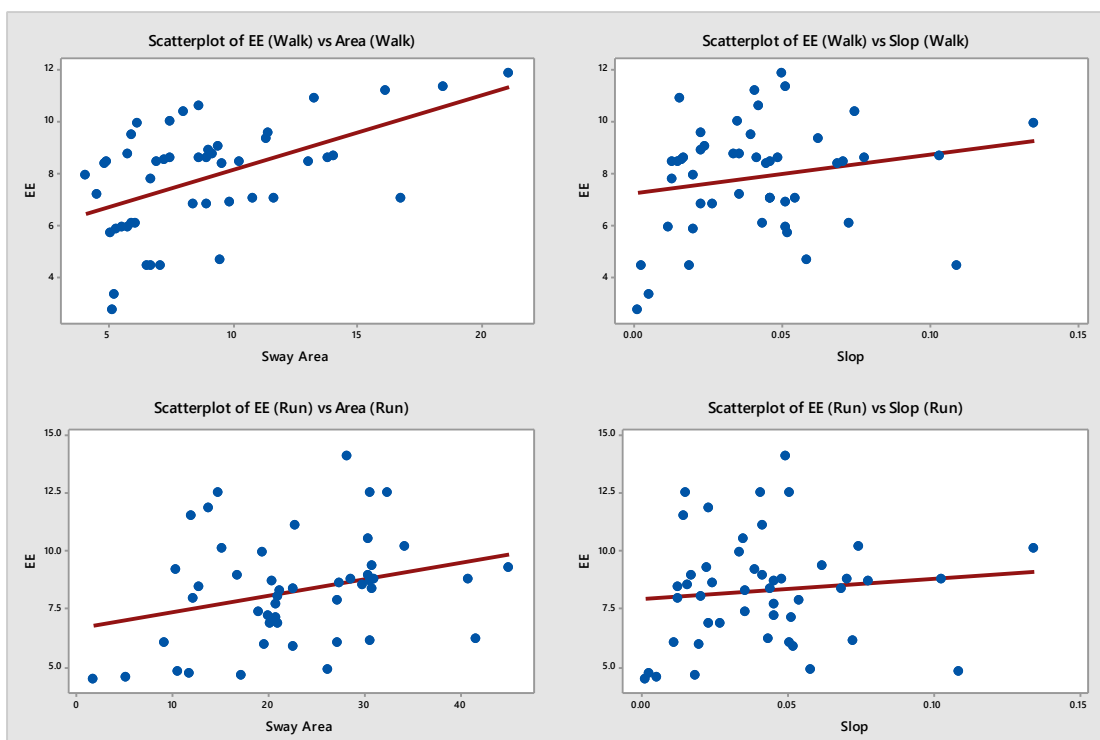 Scatterplot of EE (Walk) vs Area (Walk)
12
10
8
6
4
EE
5 10 15 20
Sway Area
Scatterplot of EE (Walk) vs Slop (Walk)
12
10
8
6
4
EE
0.00 0.05 0.10 0.15
Slop
Scatterplot of EE (Run) vs Area (Run)
15.0
12.5
10.0
7.5
5.0
EE
0 10 20 30 40
Sway Area
Scatterplot of EE (Run) vs Slop (Run)
15.0
12.5
10.0
7.5
5.0
EE
0.00 0.05 0.10 0.15
Slop